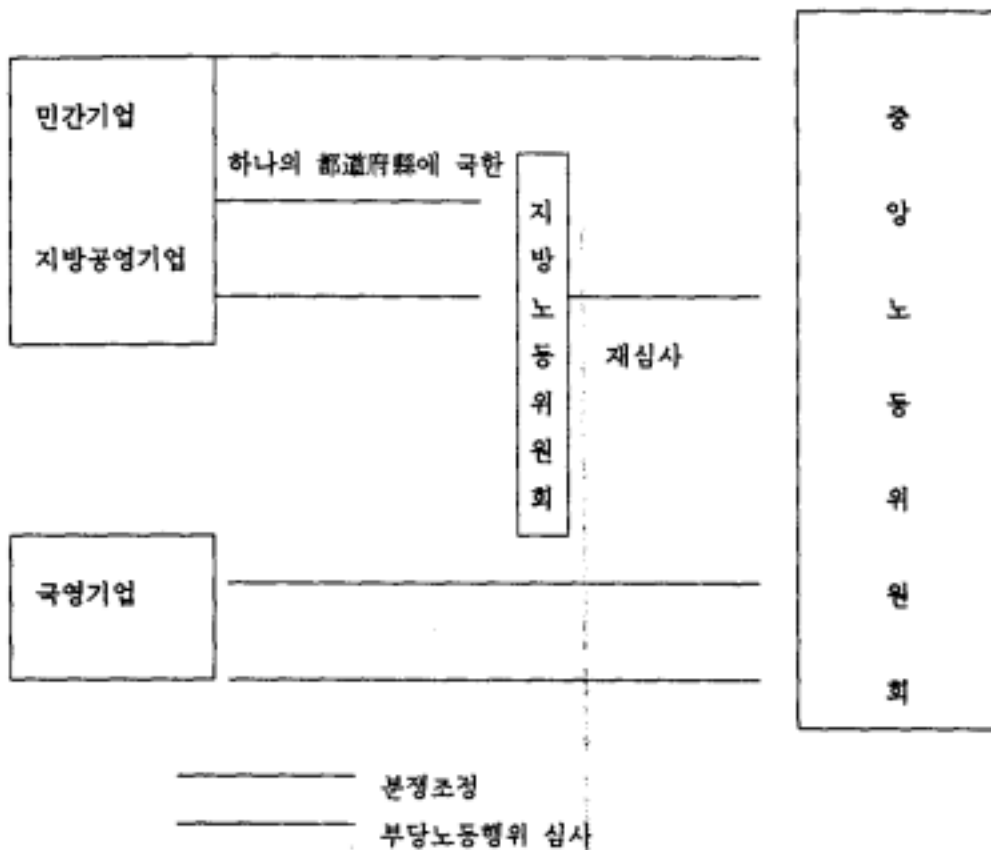 민간기업
하나의 都道府縣에 국한
지방공영기업
지방노동위원회
재심사
중앙노동위원회
국영기업
분쟁조정
부당노동행위 심사